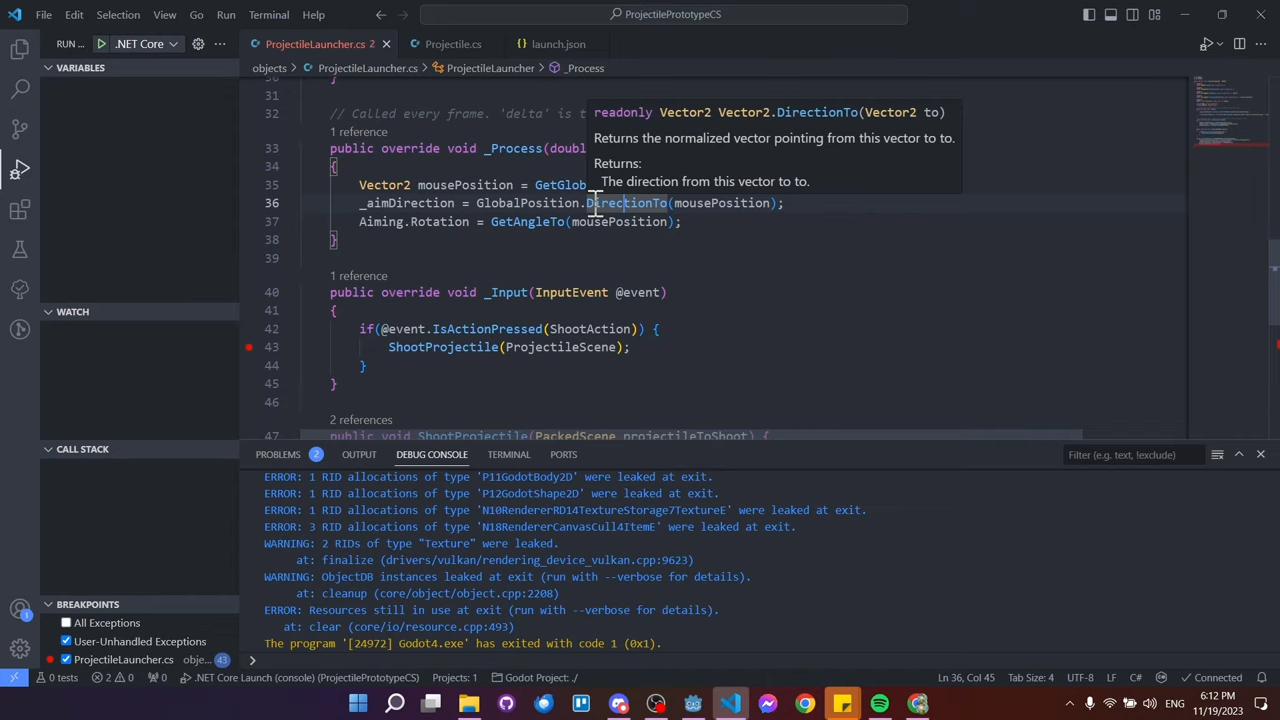 File Edit Selection View Go Run Terminal Help
ProjectilePrototypeCS
RUN ... .NET Core
ProjectileLauncher.cs 2
Projectile.cs
launch.json
VARIABLES
objects > ProjectileLauncher.cs > ProjectileLauncher > _Process
31
32 Called every frame. 'delta' is t
readonly Vector2 Vector2.DirectionTo(Vector2 to)
Returns the normalized vector pointing from this vector to to.
Returns:
The direction from this vector to to.
1 reference
33 public override void _Process(doubl
34 {
35 Vector2 mousePosition = GetGlob
36 _aimDirection = GlobalPosition.DirectionTo(mousePosition);
37 Aiming.Rotation = GetAngleTo(mousePosition);
38 }
39
1 reference
40 public override void _Input(InputEvent @event)
41 {
42 if(@event.IsActionPressed(ShootAction)) {
43 ShootProjectile(ProjectileScene);
44 }
45 }
46
2 references
47 public void ShootProjectile(PackedScene projectileToShoot) {
WATCH
CALL STACK
PROBLEMS 2 OUTPUT DEBUG CONSOLE TERMINAL PORTS
Filter (e.g. text, !exclude, \escape)
ERROR: 1 RID allocations of type 'P11GodotBody2D' were leaked at exit.
ERROR: 1 RID allocations of type 'P12GodotShape2D' were leaked at exit.
ERROR: 1 RID allocations of type 'N10RendererRD14TextureStorage7TextureE' were leaked at exit.
ERROR: 3 RID allocations of type 'N18RendererCanvasCull4ItemE' were leaked at exit.
WARNING: 2 RIDs of type "Texture" were leaked.
at: finalize (drivers/vulkan/rendering_device_vulkan.cpp:9623)
WARNING: ObjectDB instances leaked at exit (run with --verbose for details).
at: cleanup (core/object/object.cpp:2208)
ERROR: Resources still in use at exit (run with --verbose for details).
at: clear (core/io/resource.cpp:493)
The program '[24972] Godot4.exe' has exited with code 1 (0x1).
BREAKPOINTS
All Exceptions
User-Unhandled Exceptions
ProjectileLauncher.cs obje... 43
1
0 tests 2 0 0 .NET Core Launch (console) (ProjectilePrototypeCS) Projects: 1 Godot Project: ./ Ln 36, Col 45 Tab Size: 4 UTF-8 LF C# Connected
6:12 PM
11/19/2023